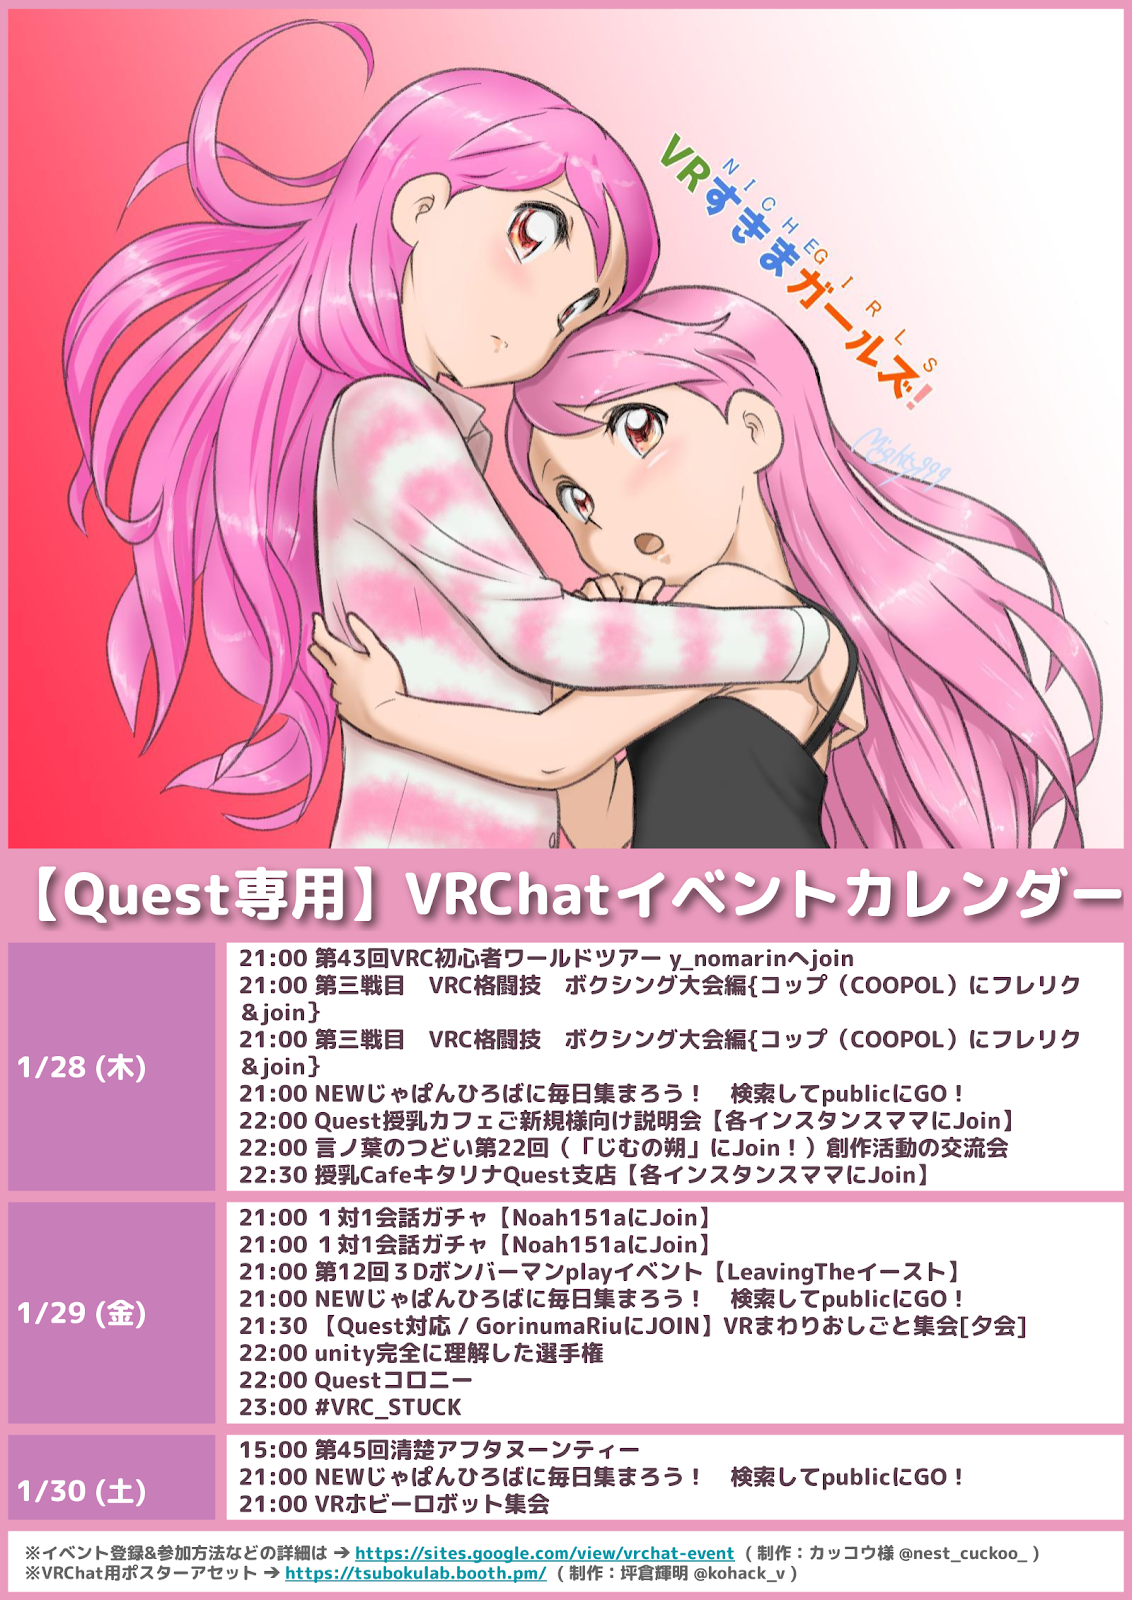 NICHE GIRLS
VRすきまガールズ!
Mighty999
【Quest専用】VRChatイベントカレンダー
1/28 (木)
21:00 第43回VRC初心者ワールドツアー y_nomarinへjoin
21:00 第三戦目　VRC格闘技　ボクシング大会編{コップ（COOPOL）にフレリク
＆join}
21:00 第三戦目　VRC格闘技　ボクシング大会編{コップ（COOPOL）にフレリク
＆join}
21:00 NEWじゃぱんひろばに毎日集まろう！　検索してpublicにGO！
22:00 Quest授乳カフェご新規様向け説明会【各インスタンスママにJoin】
22:00 言ノ葉のつどい第22回（「じむの朔」にJoin！）創作活動の交流会
22:30 授乳CafeキタリナQuest支店【各インスタンスママにJoin】
1/29 (金)
21:00 １対1会話ガチャ【Noah151aにJoin】
21:00 １対1会話ガチャ【Noah151aにJoin】
21:00 第12回３Dボンバーマンplayイベント【LeavingTheイースト】
21:00 NEWじゃぱんひろばに毎日集まろう！　検索してpublicにGO！
21:30 【Quest対応 / GorinumaRiuにJOIN】VRまわりおしごと集会[夕会]
22:00 unity完全に理解した選手権
22:00 Questコロニー
23:00 #VRC_STUCK
1/30 (土)
15:00 第45回清楚アフタヌーンティー
21:00 NEWじゃぱんひろばに毎日集まろう！　検索してpublicにGO！
21:00 VRホビーロボット集会
※イベント登録&参加方法などの詳細は → https://sites.google.com/view/vrchat-event （ 制作：カッコウ様 @nest_cuckoo_ ）
※VRChat用ポスターアセット → https://tsubokulab.booth.pm/ （ 制作：坪倉輝明 @kohack_v ）